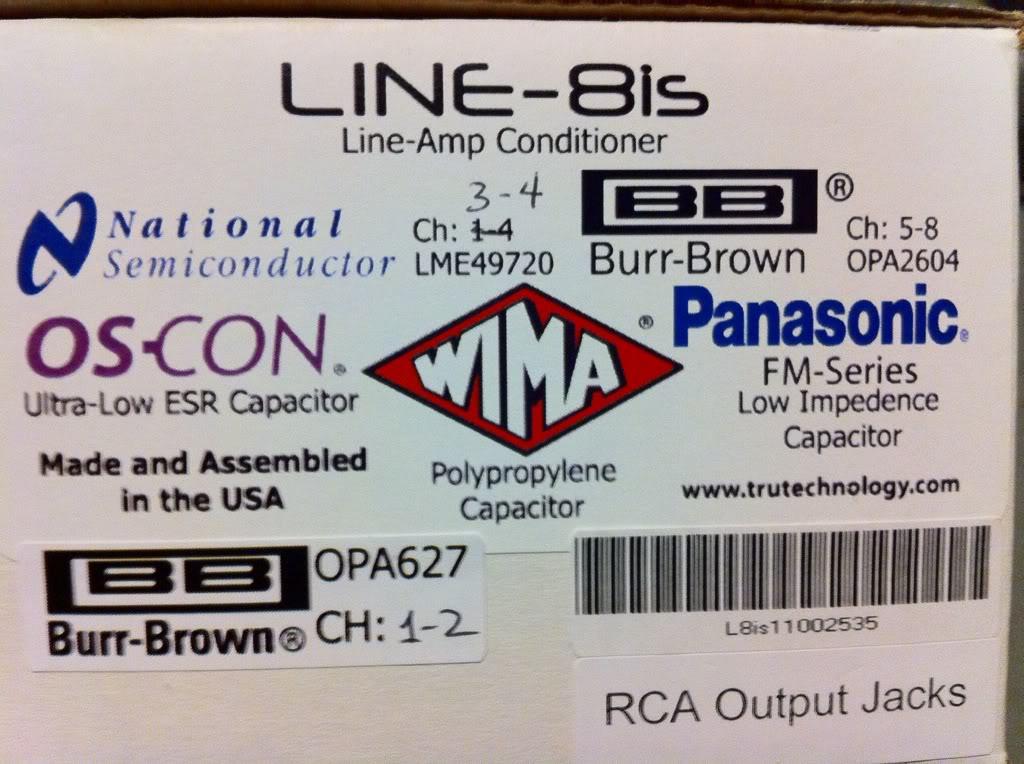 LINE-8is
Line-Amp Conditioner
National
Semiconductor
3-4
Ch: 1-4
LME49720
BB ®
Burr-Brown
Ch: 5-8
OPA2604
OS-CON®
Ultra-Low ESR Capacitor
WIMA ®
Polypropylene
Capacitor
Panasonic®
FM-Series
Low Impedence
Capacitor
Made and Assembled
in the USA
www.trutechnology.com
BB
Burr-Brown®
OPA627
CH: 1-2
L8is11002535
RCA Output Jacks